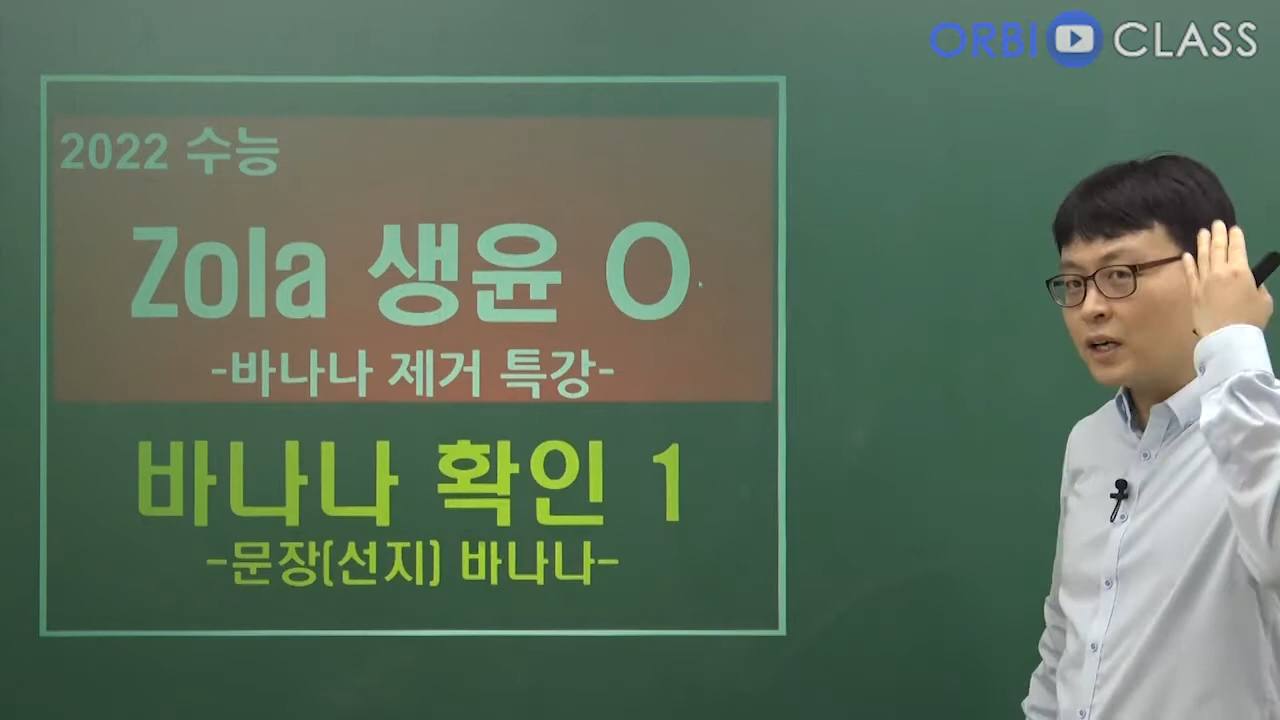 ORBI CLASS
2022 수능
Zola 생윤 O
-바나나 제거 특강-
바나나 확인 1
-문장(선지) 바나나-